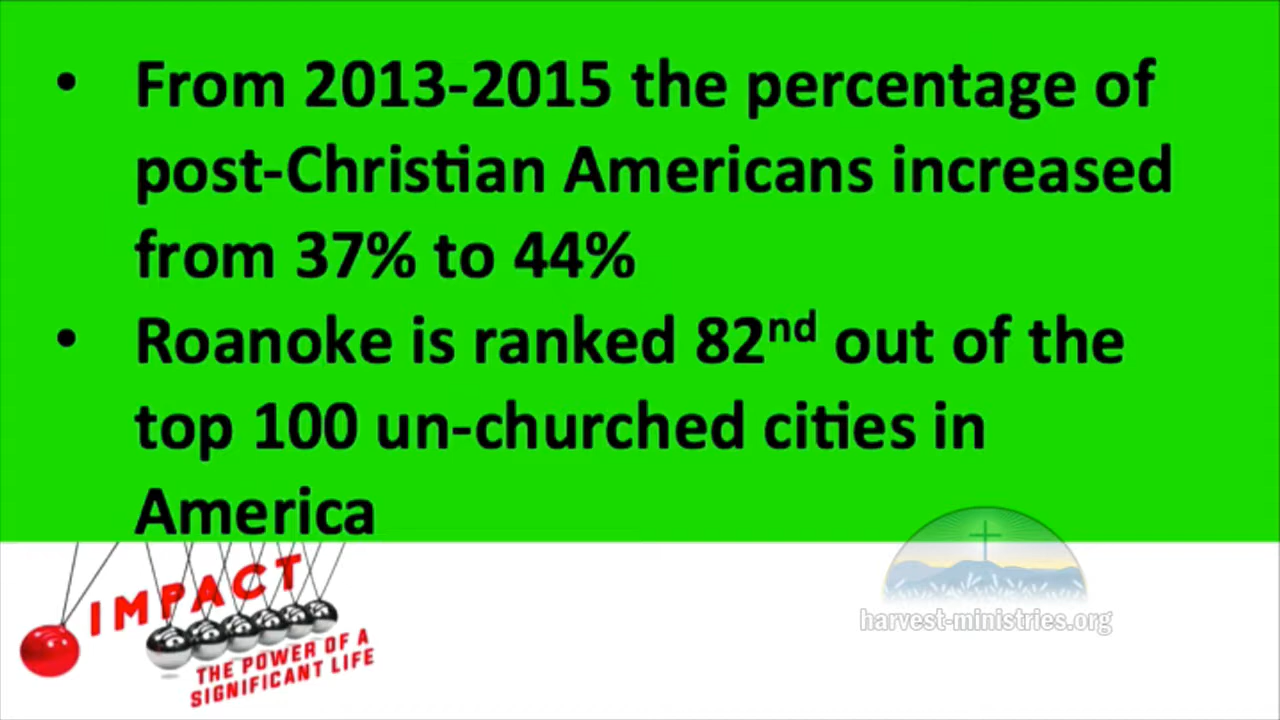 • From 2013-2015 the percentage of
post-Christian Americans increased
from 37% to 44%
• Roanoke is ranked 82nd out of the
top 100 un-churched cities in
America
IMPACT
THE POWER OF A
SIGNIFICANT LIFE
harvest-ministries.org